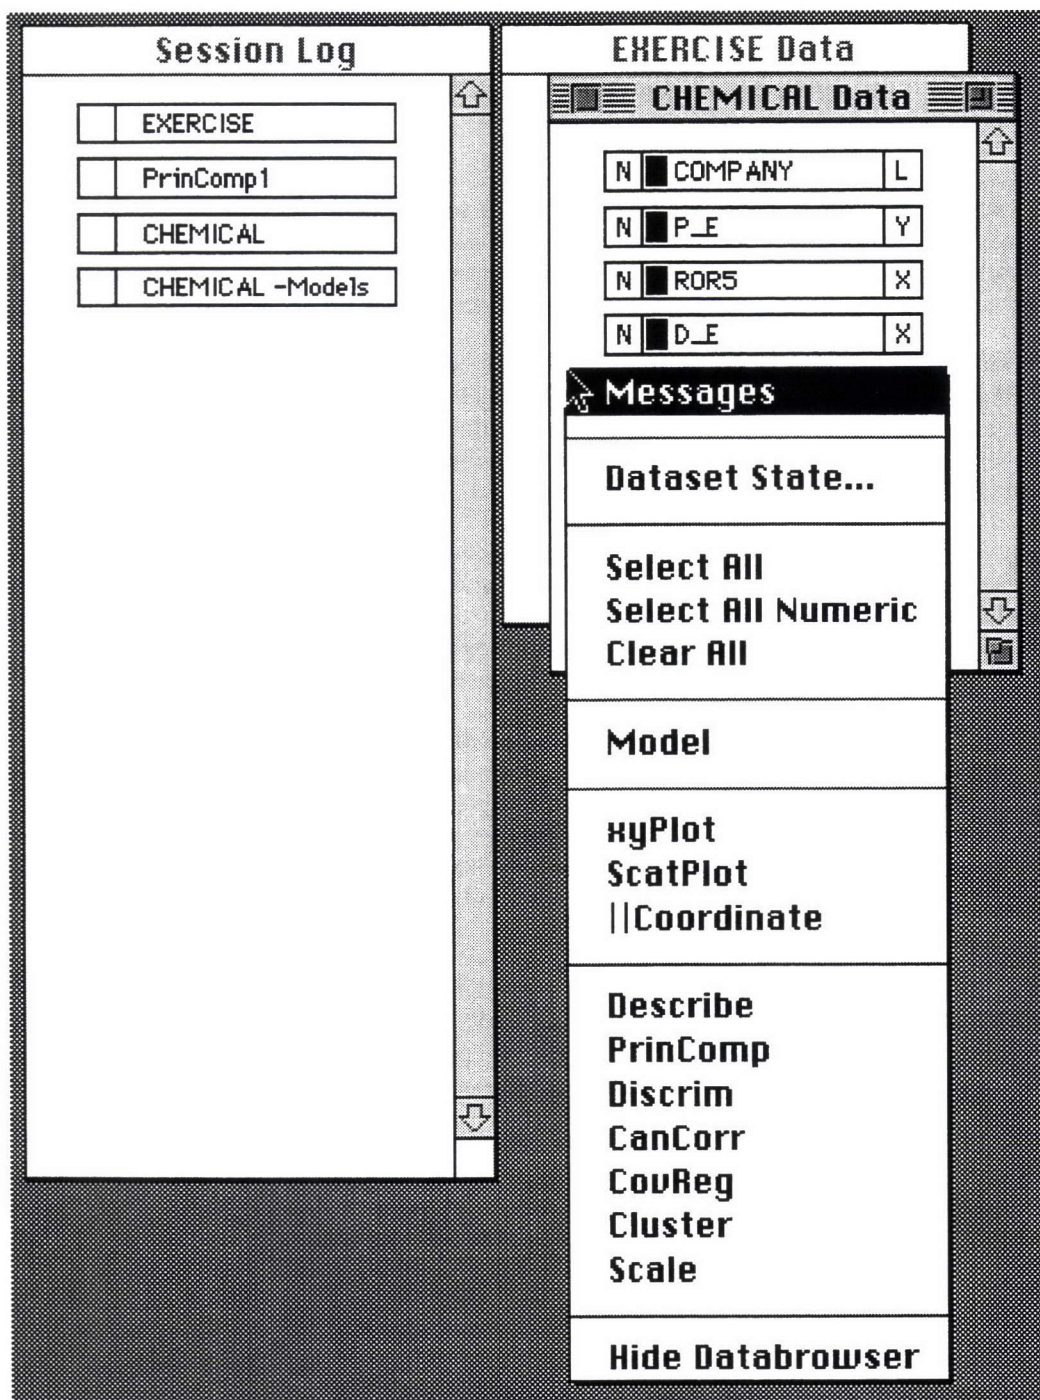 Session Log
EXERCISE
PrinComp1
CHEMICAL
CHEMICAL -Models
EXERCISE Data
CHEMICAL Data
N COMPANY L
N P_E Y
N ROR5 X
N D_E X
Messages
Dataset State...
Select All
Select All Numeric
Clear All
Model
xyPlot
ScatPlot
||Coordinate
Describe
PrinComp
Discrim
CanCorr
CovReg
Cluster
Scale
Hide Databrowser